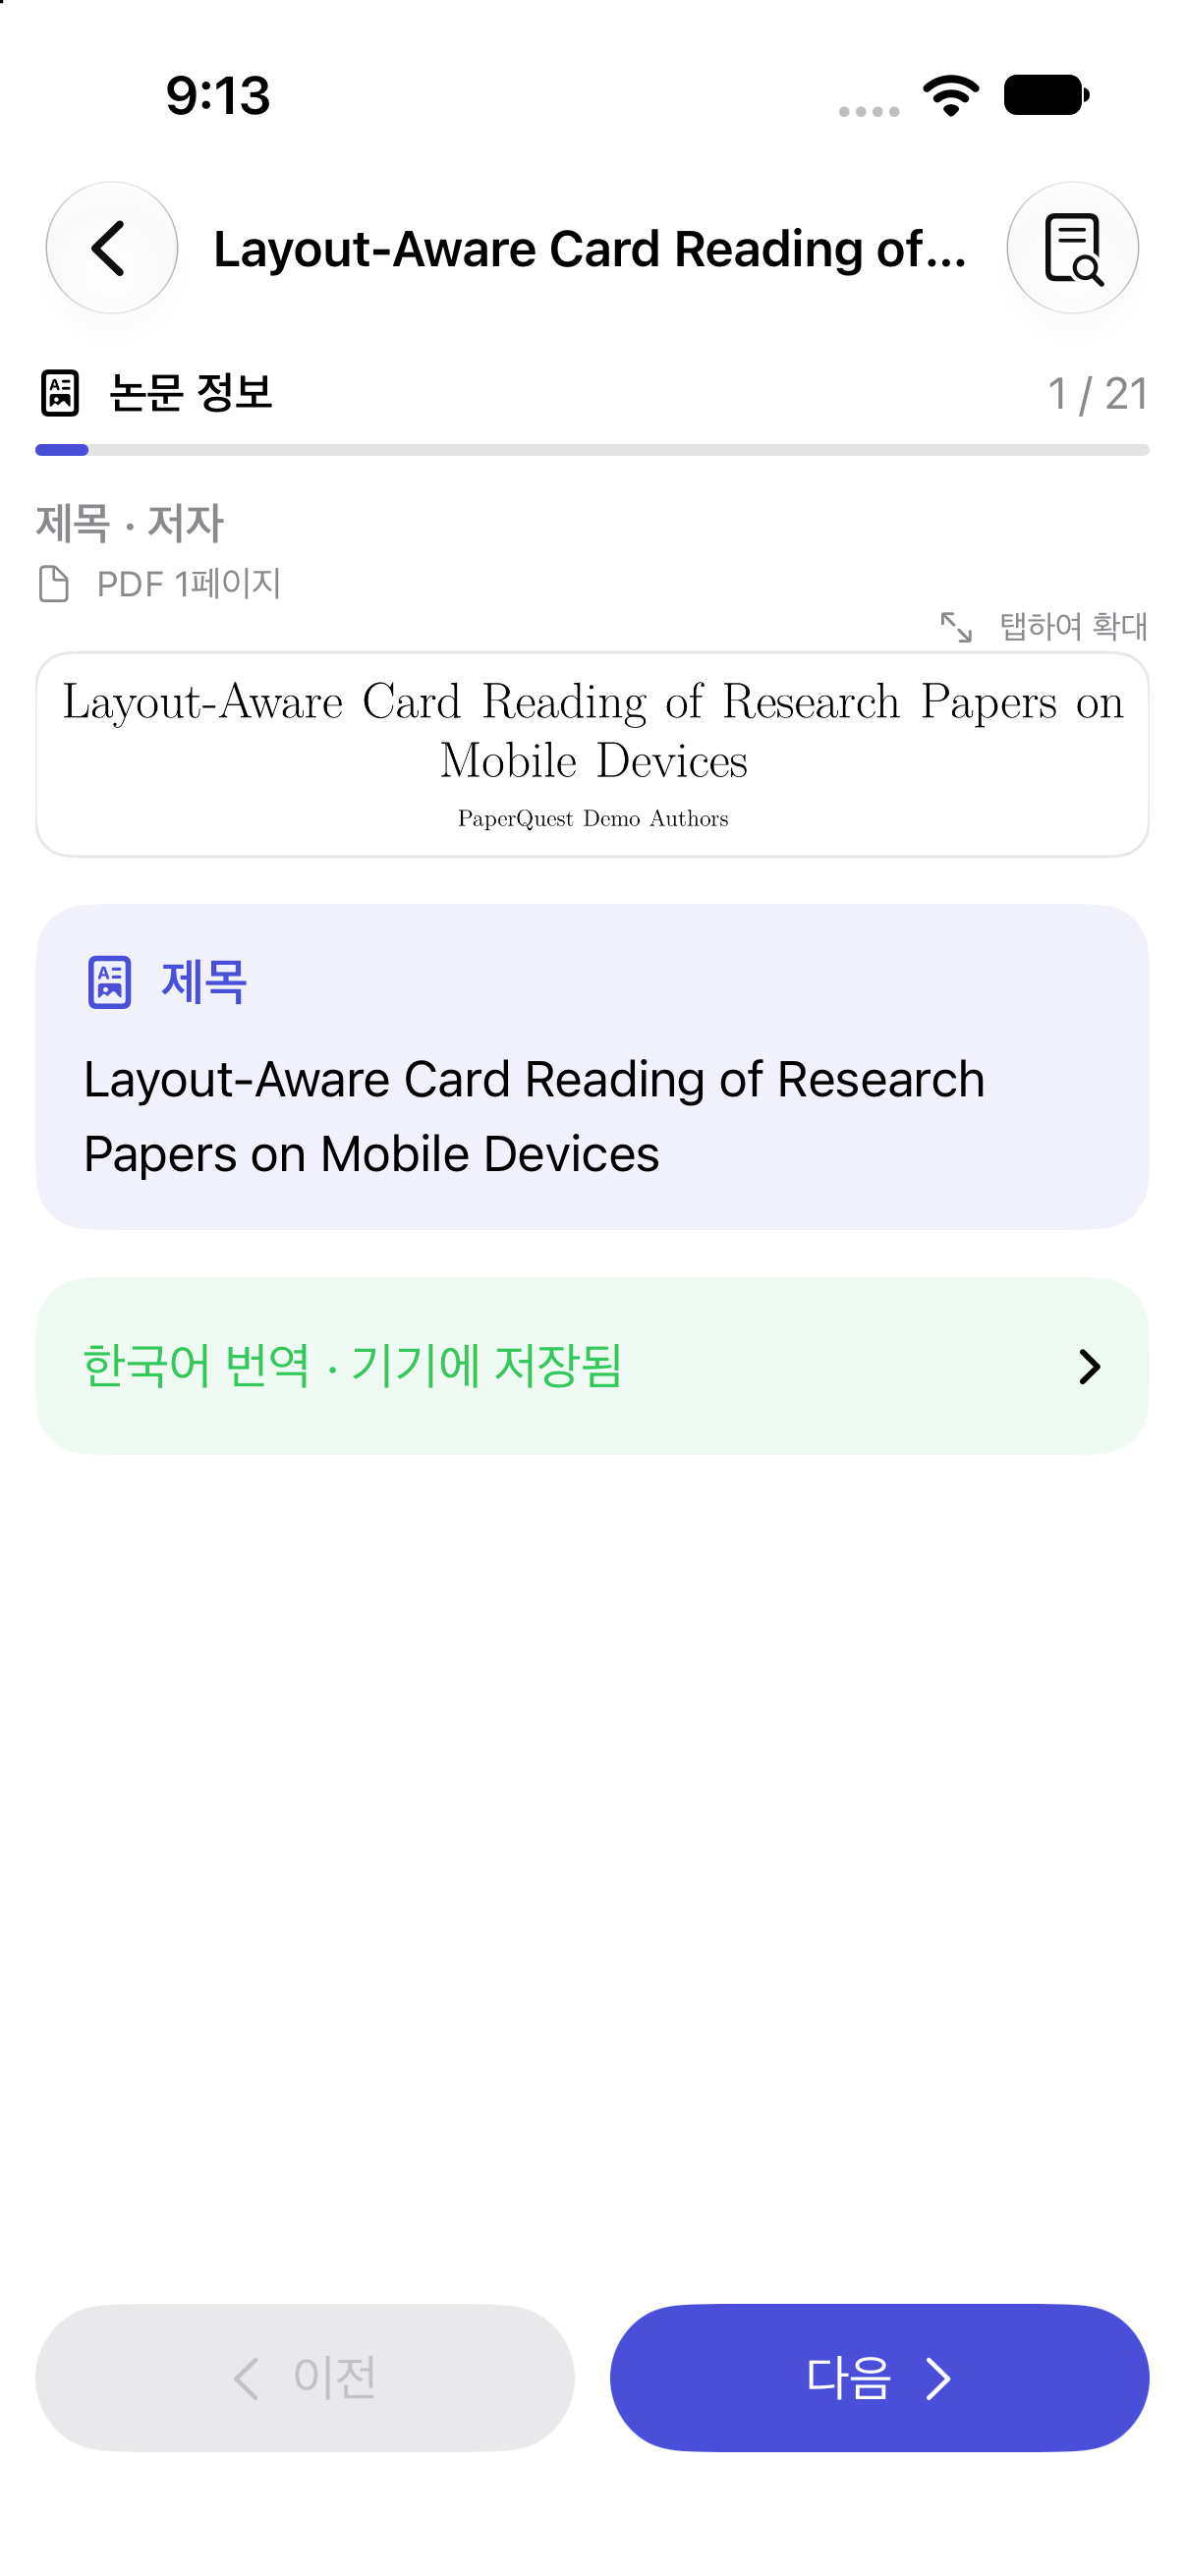 9:13
Layout-Aware Card Reading of...
논문 정보
1 / 21
제목 · 저자
PDF 1페이지
탭하여 확대
Layout-Aware Card Reading of Research Papers on
Mobile Devices
PaperQuest Demo Authors
제목
Layout-Aware Card Reading of Research
Papers on Mobile Devices
한국어 번역 · 기기에 저장됨
이전
다음